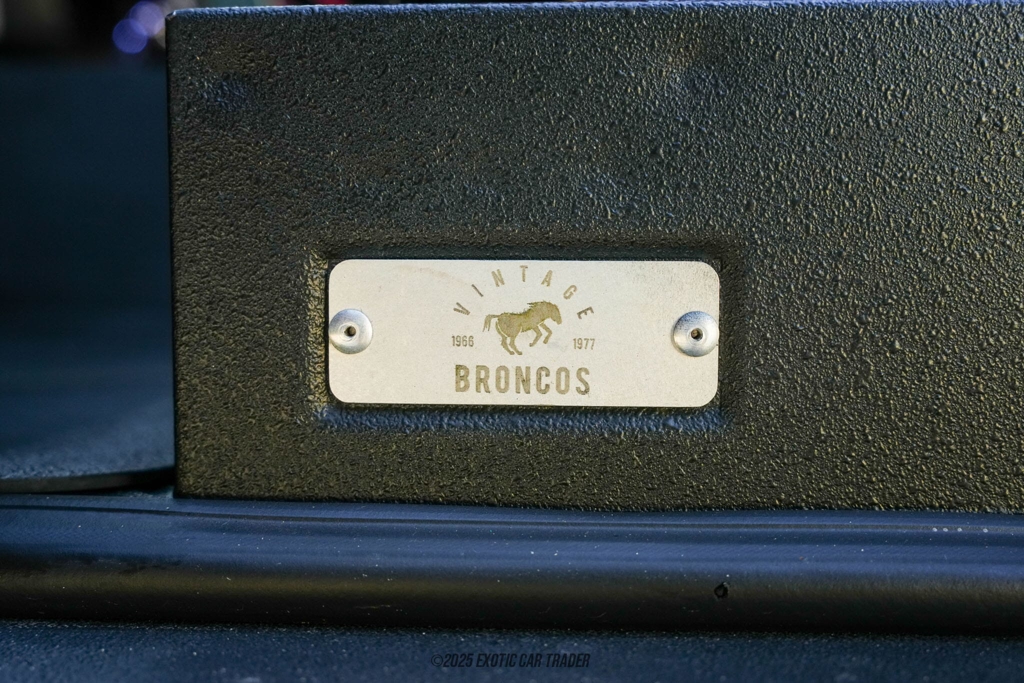 VINTAGE
1966 1977
BRONCOS
©2025 EXOTIC CAR TRADER